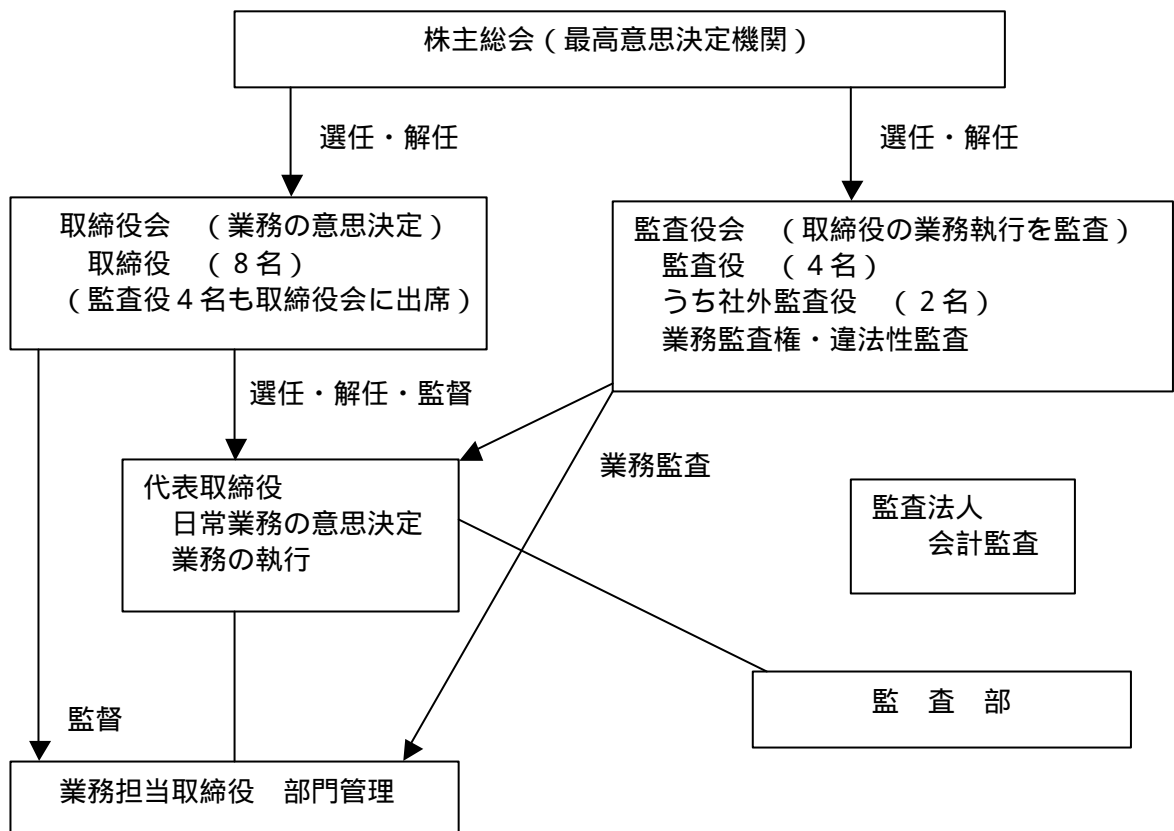 株主総会（最高意思決定機関）
選任・解任
選任・解任
取締役会　（業務の意思決定）
取締役　（８名）
（監査役４名も取締役会に出席）
監査役会　（取締役の業務執行を監査）
監査役　（４名）
うち社外監査役　（２名）
業務監査権・違法性監査
選任・解任・監督
業務監査
代表取締役
日常業務の意思決定
業務の執行
監査法人
会計監査
監　査　部
監督
業務担当取締役　部門管理